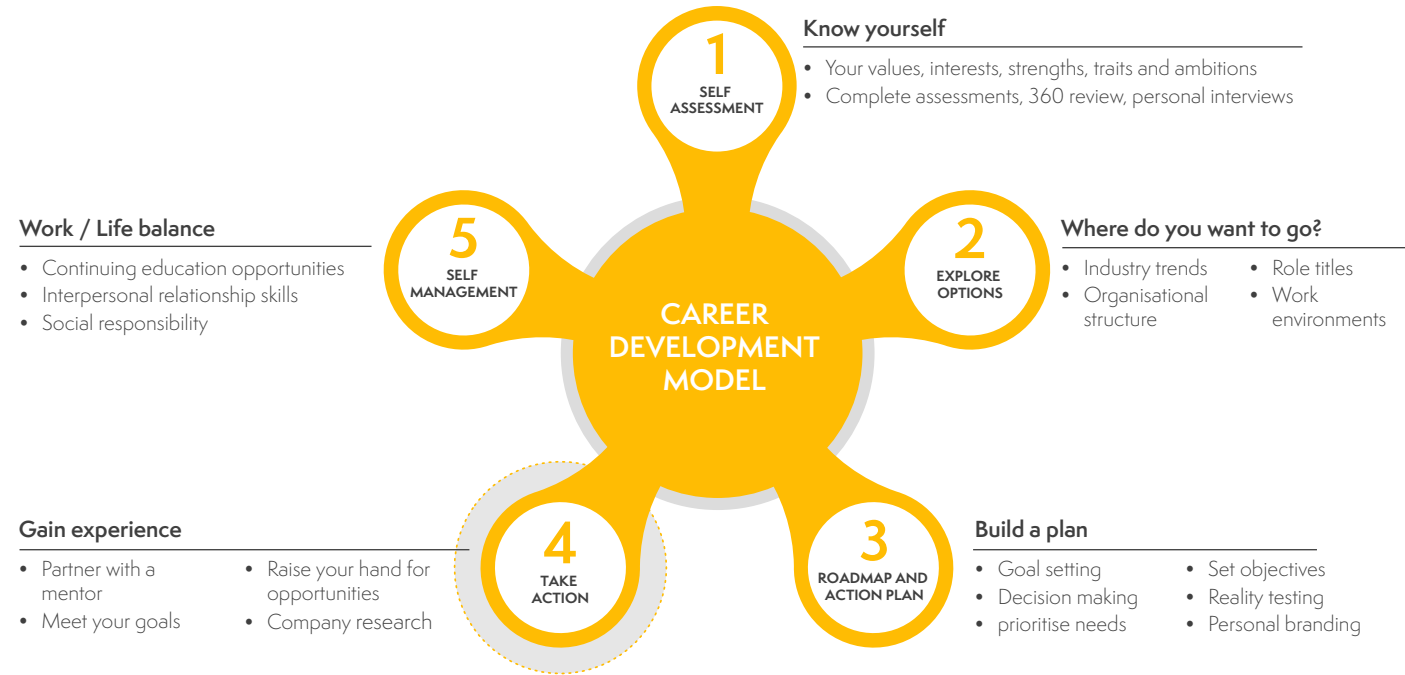 1
SELF
ASSESSMENT
Know yourself
• Your values, interests, strengths, traits and ambitions
• Complete assessments, 360 review, personal interviews
2
EXPLORE
OPTIONS
Where do you want to go?
• Industry trends
• Organisational
structure
• Role titles
• Work
environments
CAREER
DEVELOPMENT
MODEL
3
ROADMAP AND
ACTION PLAN
Build a plan
• Goal setting
• Decision making
• prioritise needs
• Set objectives
• Reality testing
• Personal branding
4
TAKE
ACTION
Gain experience
• Partner with a
mentor
• Meet your goals
• Raise your hand for
opportunities
• Company research
5
SELF
MANAGEMENT
Work / Life balance
• Continuing education opportunities
• Interpersonal relationship skills
• Social responsibility